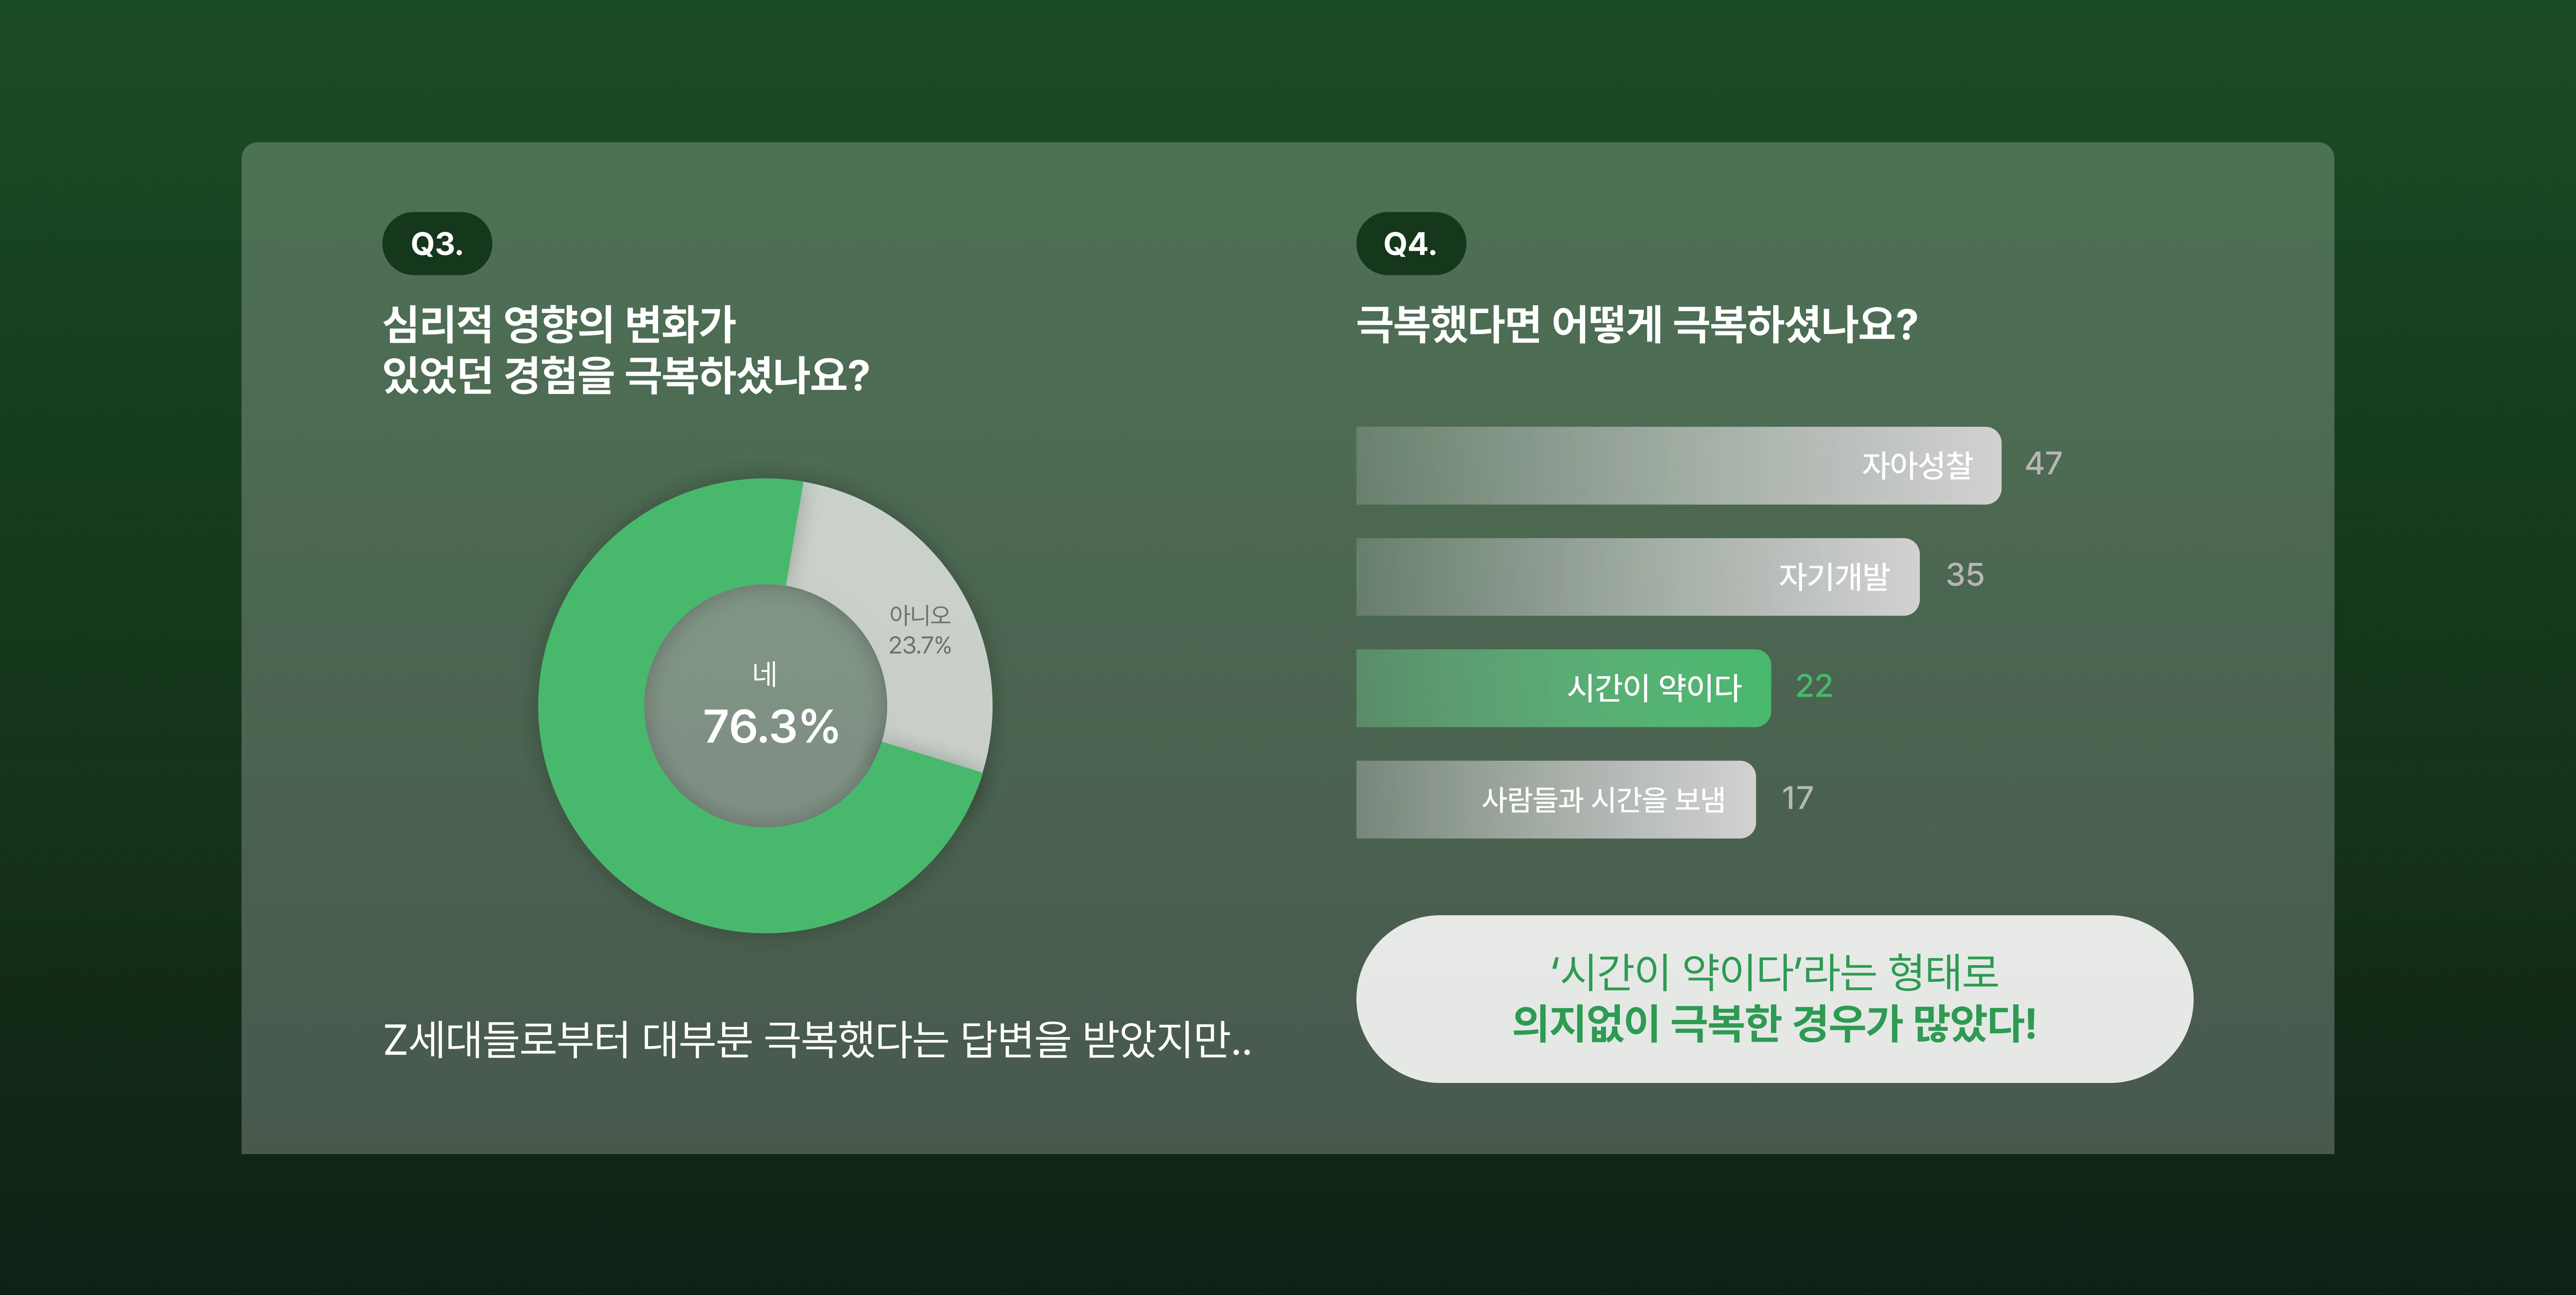 Q3.
심리적 영향의 변화가
있었던 경험을 극복하셨나요?
아니오
23.7%
네
76.3%
Z세대들로부터 대부분 극복했다는 답변을 받았지만..
Q4.
극복했다면 어떻게 극복하셨나요?
자아성찰 47
자기개발 35
시간이 약이다 22
사람들과 시간을 보냄 17
‘시간이 약이다’라는 형태로
의지없이 극복한 경우가 많았다!